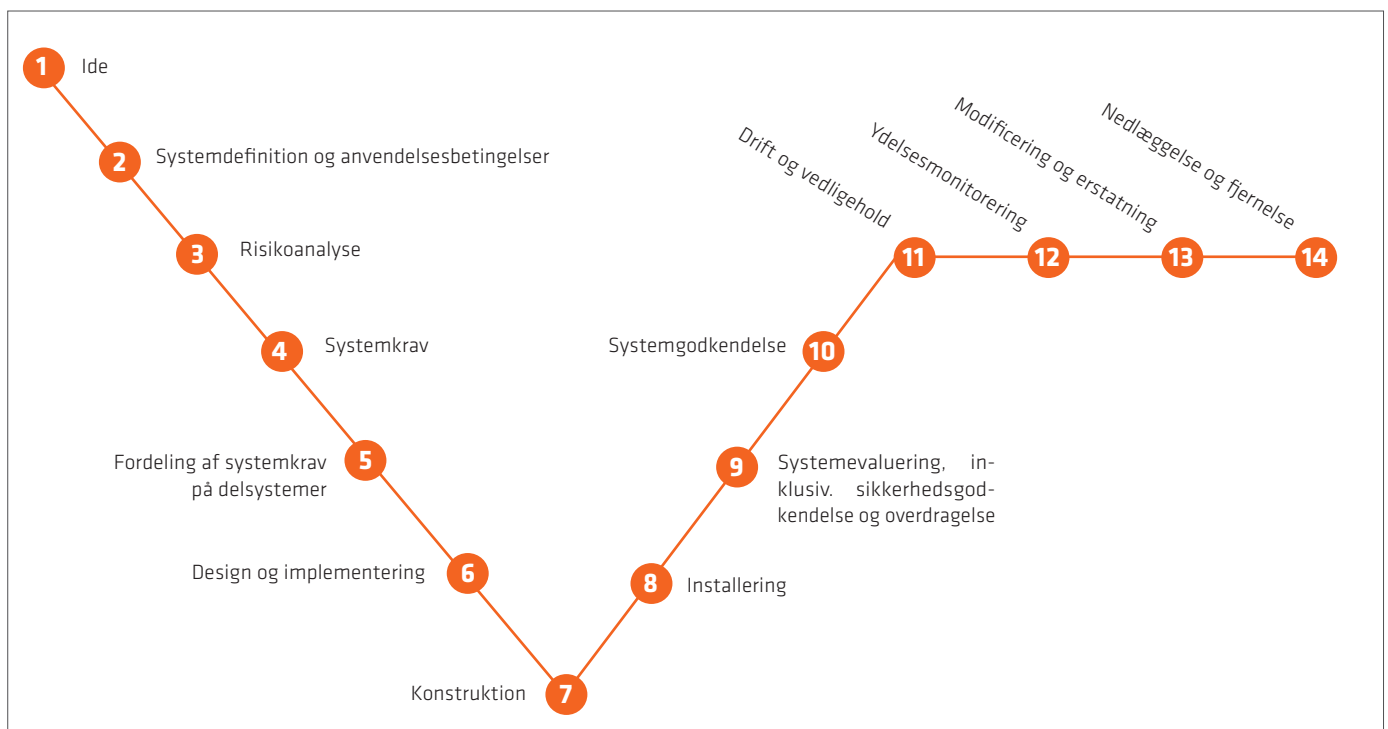 1 Ide
2 Systemdefinition og anvendelsesbetingelser
3 Risikoanalyse
4 Systemkrav
5 Fordeling af systemkrav
på delsystemer
6 Design og implementering
7 Konstruktion
8 Installering
9 Systemevaluering, in-
klusiv. sikkerhedsgod-
kendelse og overdragelse
10 Systemgodkendelse
11 Drift og vedligehold
12 Ydelsesmonitorering
13 Modificering og erstatning
14 Nedlæggelse og fjernelse